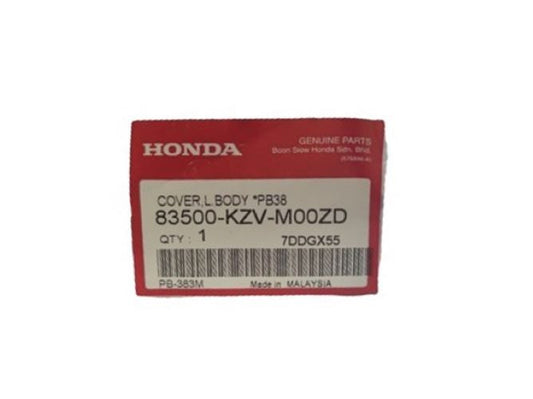 HONDA
GENUINE PARTS
Boon Siew Honda Sdn. Bhd.
COVER,L.BODY *PB38
83500-KZV-M00ZD
QTY : 1 7DDGX55
PB-383M Made in MALAYSIA